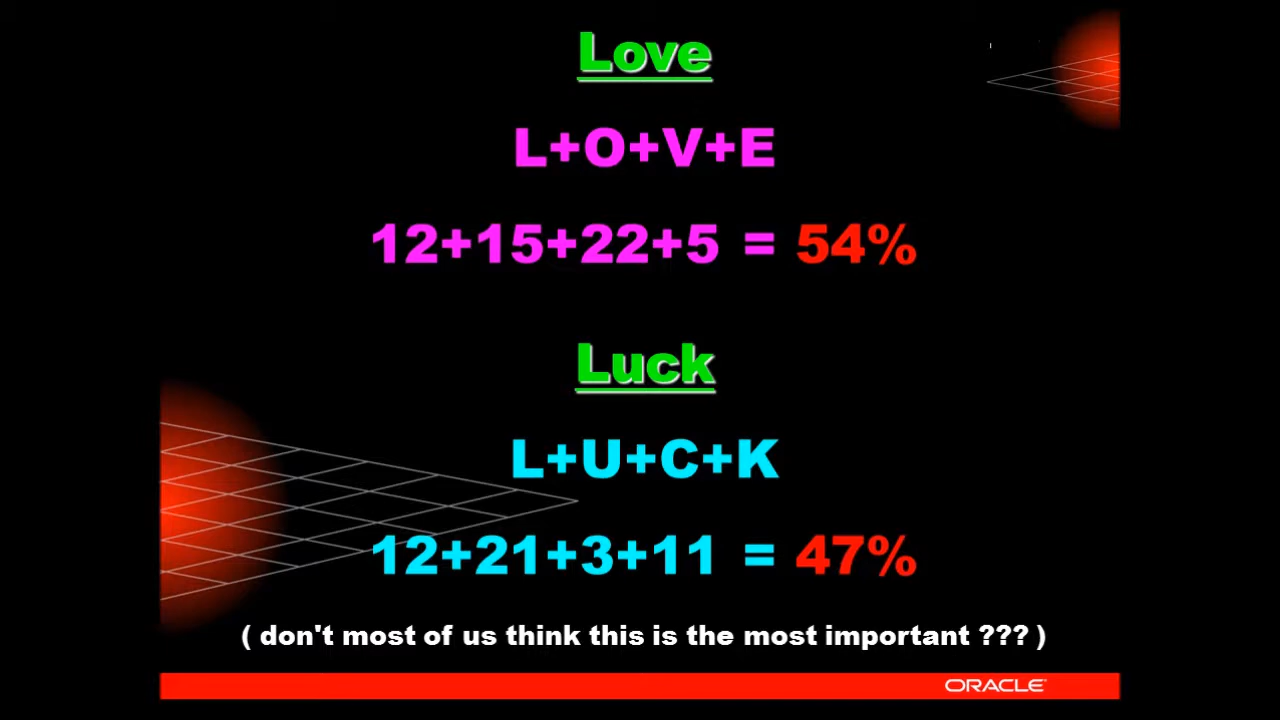 Love
L+O+V+E
12+15+22+5 = 54%
Luck
L+U+C+K
12+21+3+11 = 47%
( don't most of us think this is the most important ??? )
ORACLE